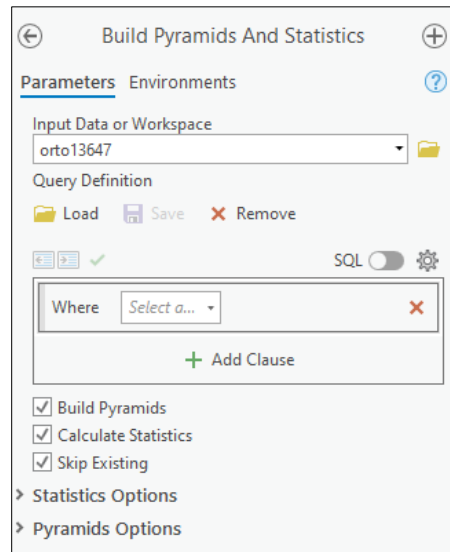 Build Pyramids And Statistics
Parameters Environments
Input Data or Workspace
orto13647
Query Definition
Load Save Remove
SQL
Where Select a...
Add Clause
Build Pyramids
Calculate Statistics
Skip Existing
Statistics Options
Pyramids Options